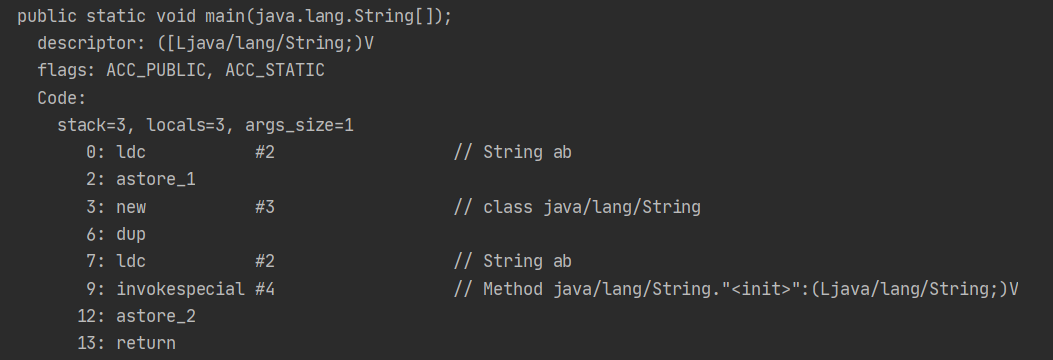 public static void main(java.lang.String[]);
  descriptor: ([Ljava/lang/String;)V
  flags: ACC_PUBLIC, ACC_STATIC
  Code:
    stack=3, locals=3, args_size=1
       0: ldc           #2                  // String ab
       2: astore_1
       3: new           #3                  // class java/lang/String
       6: dup
       7: ldc           #2                  // String ab
       9: invokespecial #4                  // Method java/lang/String."<init>":(Ljava/lang/String;)V
      12: astore_2
      13: return